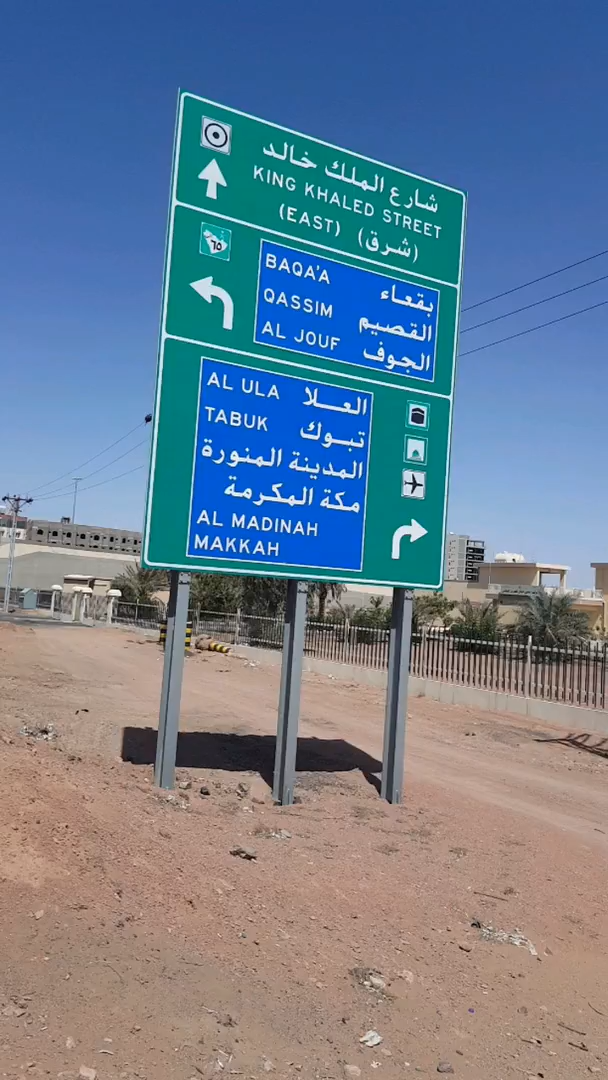 شارع الملك خالد
KING KHALED STREET
(EAST) (شرق)
٦٥
BAQA'A بقعاء
QASSIM القصيم
AL JOUF الجوف
AL ULA العلا
TABUK تبوك
المدينة المنورة
مكة المكرمة
AL MADINAH
MAKKAH